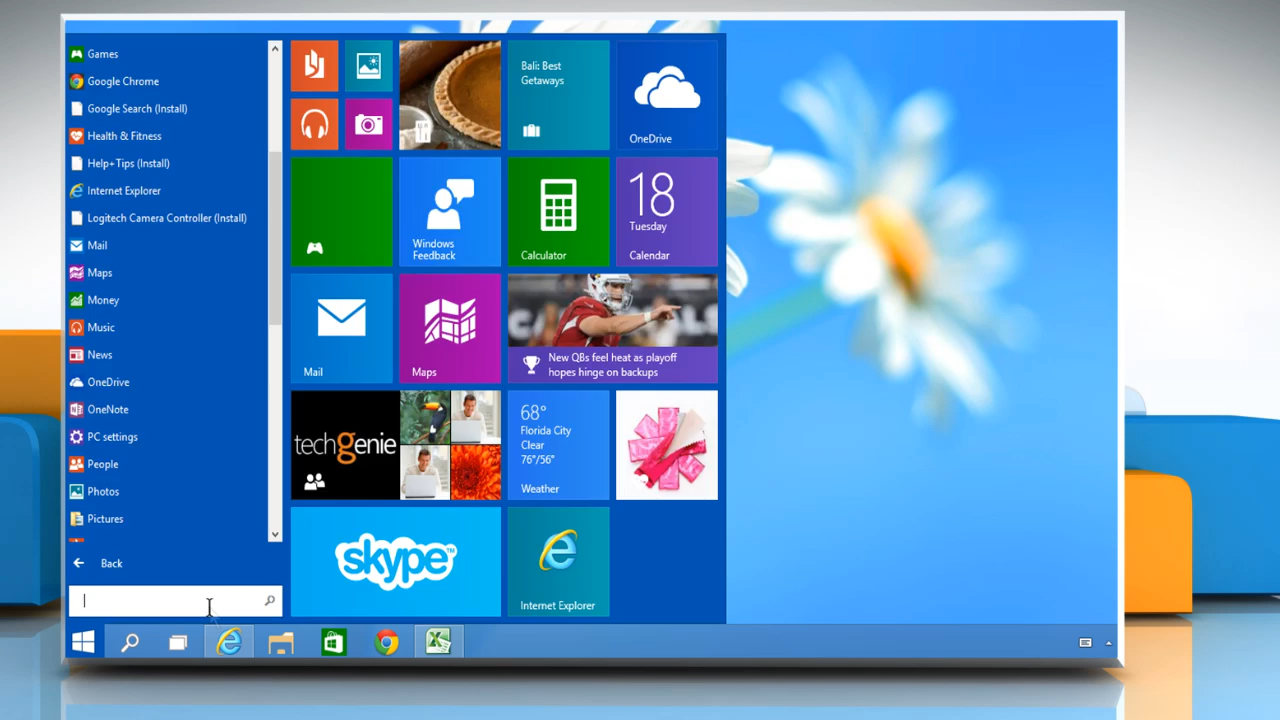 Games
Google Chrome
Google Search (Install)
Health & Fitness
Help+Tips (Install)
Internet Explorer
Logitech Camera Controller (Install)
Mail
Maps
Money
Music
News
OneDrive
OneNote
PC settings
People
Photos
Pictures
Back
Bali: Best
Getaways
OneDrive
Windows
Feedback
Calculator
18
Tuesday
Calendar
Mail
Maps
New QBs feel heat as playoff
hopes hinge on backups
techgenie
68°
Florida City
Clear
76°/56°
Weather
skype™
Internet Explorer